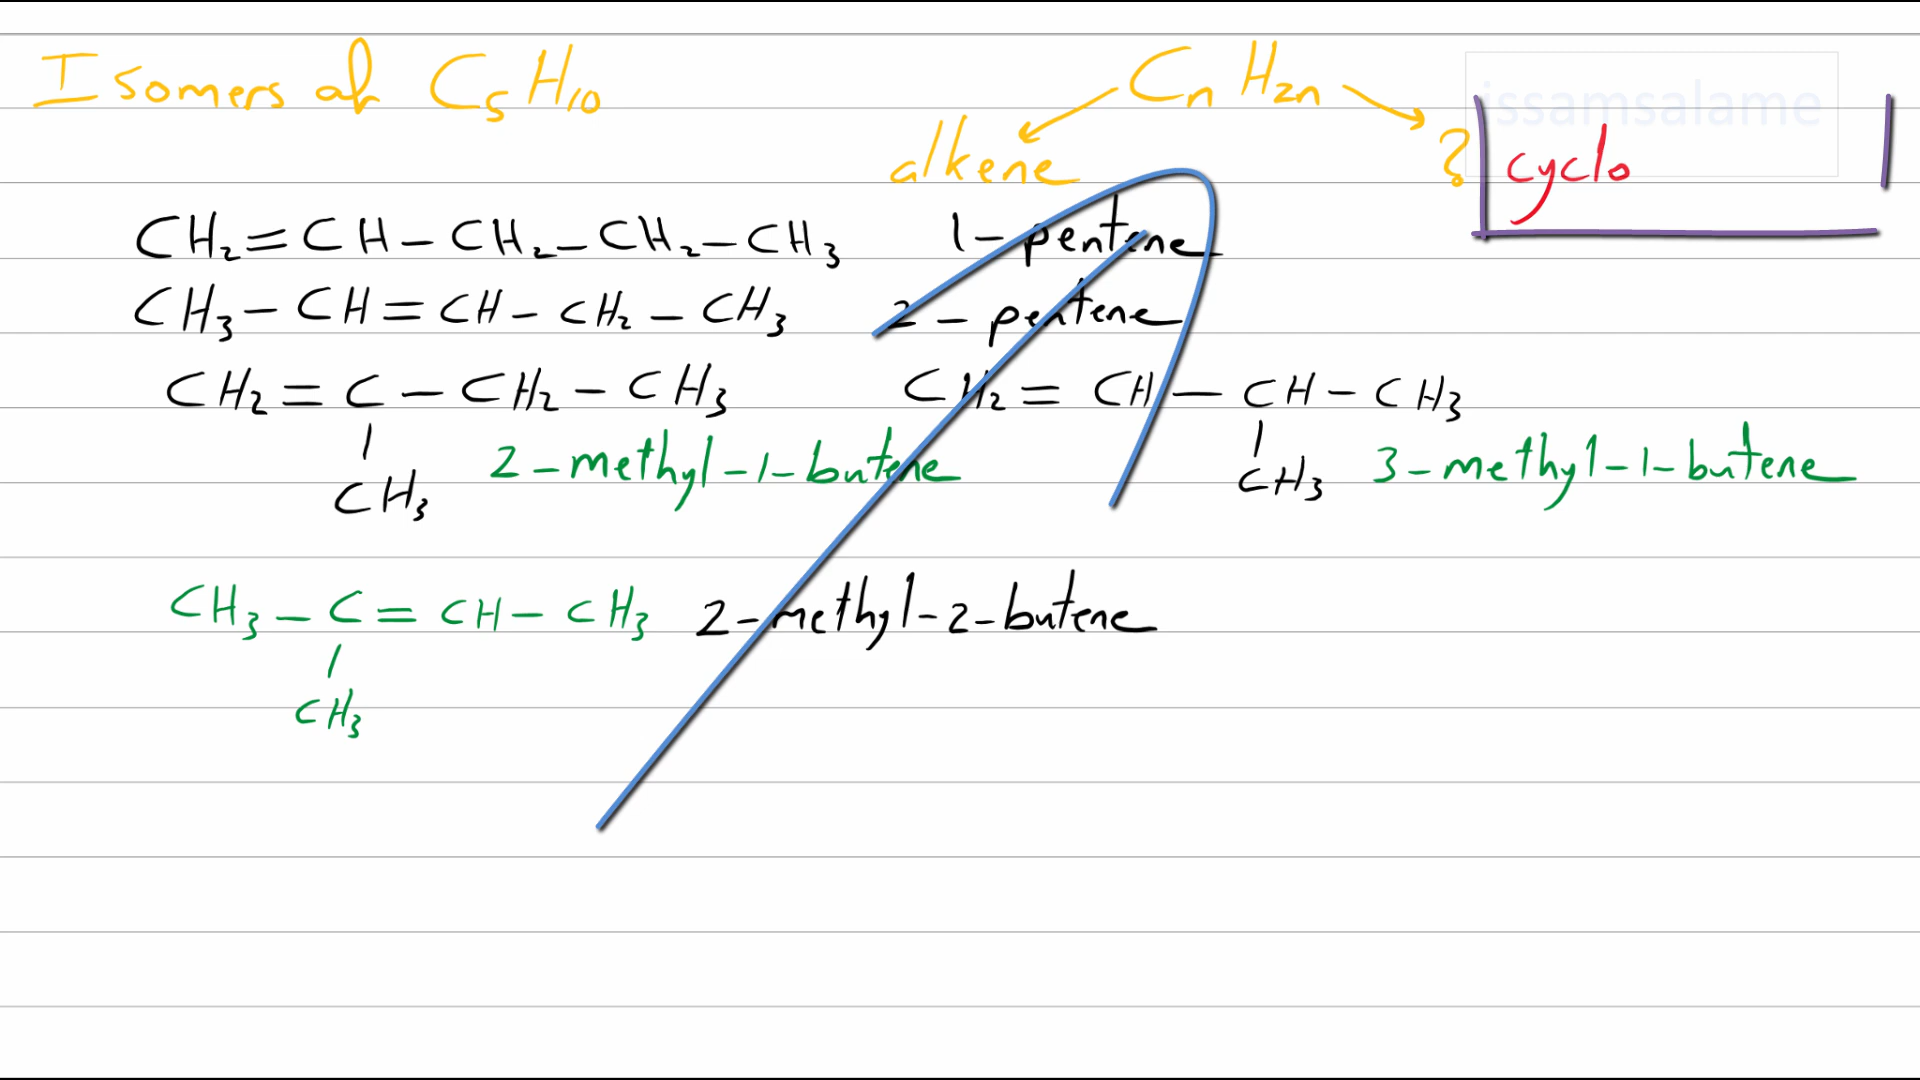 Isomers of C5H10
CnH2n
issamsalame
alkene
? cyclo
CH2=CH-CH2-CH2-CH3 1-pentene
CH3-CH=CH-CH2-CH3 2-pentene
CH2=C-CH2-CH3 CH2=CH-CH-CH3
CH3 2-methyl-1-butene CH3 3-methyl-1-butene
CH3-C=CH-CH3 2-methyl-2-butene
CH3